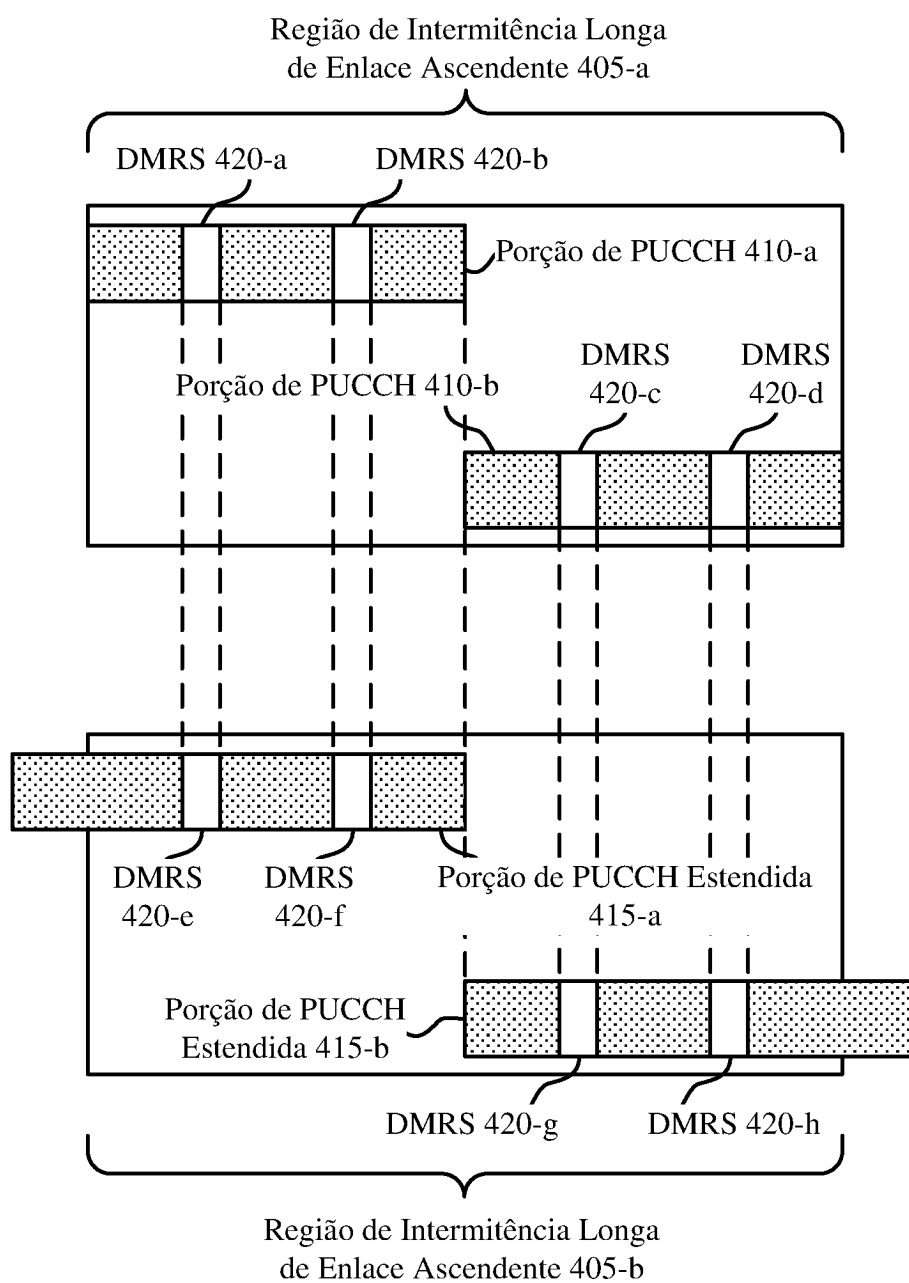 Região de Intermitência Longa
de Enlace Ascendente 405-a
DMRS 420-a
DMRS 420-b
Porção de PUCCH 410-a
Porção de PUCCH 410-b
DMRS
420-c
DMRS
420-d
DMRS
420-e
DMRS
420-f
Porção de PUCCH Estendida
415-a
Porção de PUCCH
Estendida 415-b
DMRS 420-g
DMRS 420-h
Região de Intermitência Longa
de Enlace Ascendente 405-b